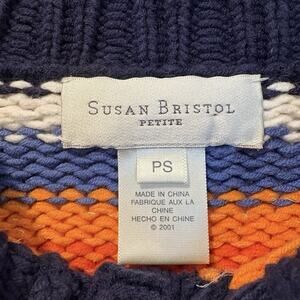 SUSAN BRISTOL
PETITE
PS
MADE IN CHINA
FABRIQUE AUX LA
CHINE
HECHO EN CHINE
© 2001